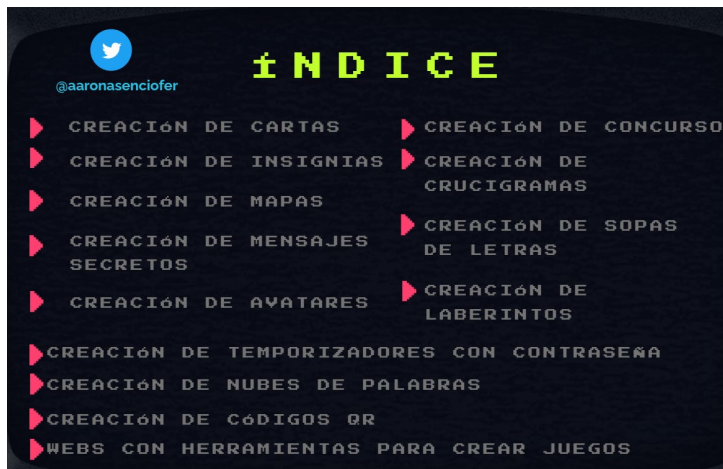 @aaronasenciofer
íNDICE
CREACIóN DE CARTAS
CREACIóN DE INSIGNIAS
CREACIóN DE MAPAS
CREACIóN DE MENSAJES
SECRETOS
CREACIóN DE AVATARES
CREACIóN DE CONCURSO
CREACIóN DE
CRUCIGRAMAS
CREACIóN DE SOPAS
DE LETRAS
CREACIóN DE
LABERINTOS
CREACIóN DE TEMPORIZADORES CON CONTRASEÑA
CREACIóN DE NUBES DE PALABRAS
CREACIóN DE CóDIGOS QR
WEBS CON HERRAMIENTAS PARA CREAR JUEGOS